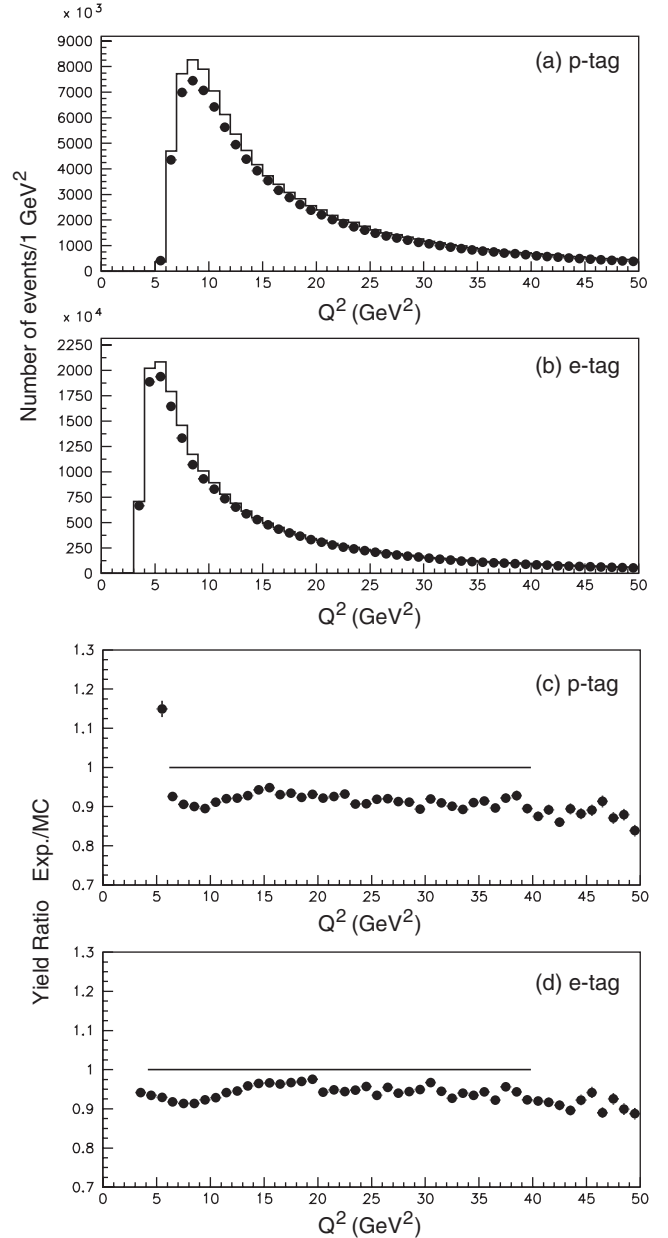 × 10³
9000
8000
7000
6000
5000
4000
3000
2000
1000
0
(a) p-tag
0 5 10 15 20 25 30 35 40 45 50
Q² (GeV²)
Number of events/1 GeV²
× 10⁴
2250
2000
1750
1500
1250
1000
750
500
250
0
(b) e-tag
0 5 10 15 20 25 30 35 40 45 50
Q² (GeV²)
1.3
1.2
1.1
1
0.9
0.8
0.7
(c) p-tag
0 5 10 15 20 25 30 35 40 45 50
Q² (GeV²)
Yield Ratio Exp./MC
1.3
1.2
1.1
1
0.9
0.8
0.7
(d) e-tag
0 5 10 15 20 25 30 35 40 45 50
Q² (GeV²)